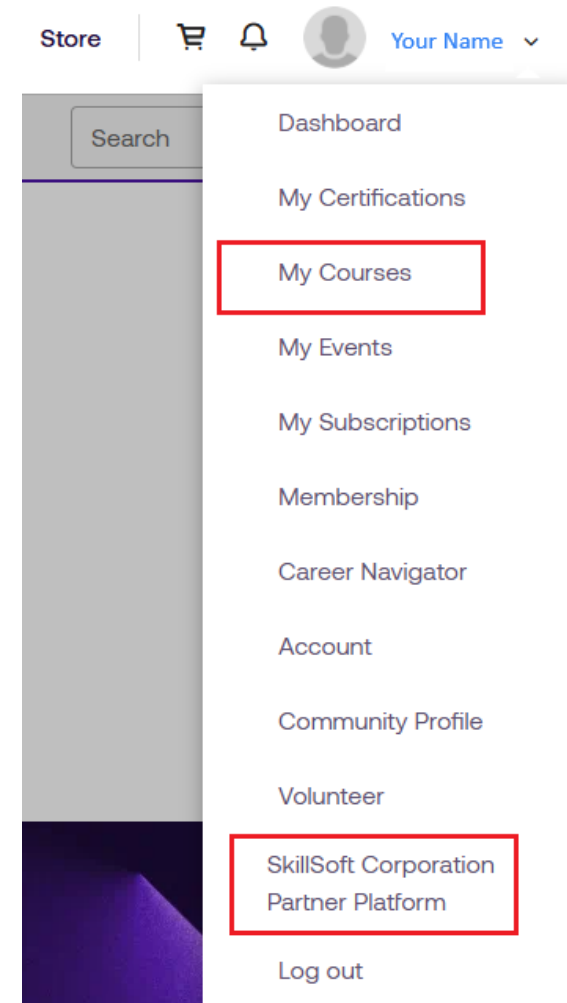 Store
Your Name
Search
Dashboard
My Certifications
My Courses
My Events
My Subscriptions
Membership
Career Navigator
Account
Community Profile
Volunteer
SkillSoft Corporation
Partner Platform
Log out